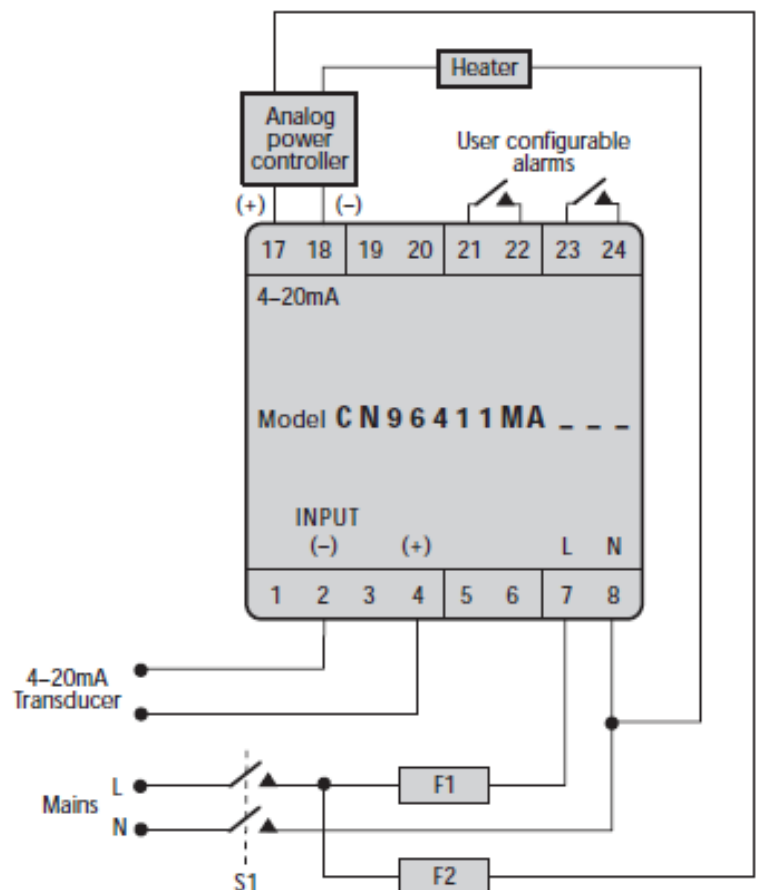 Heater
Analog
power
controller
User configurable
alarms
(+) (–)
17 18 19 20 21 22 23 24
4–20mA
Model CN96411MA _ _ _
INPUT
(–) (+) L N
1 2 3 4 5 6 7 8
4–20mA
Transducer
L
Mains
N
F1
F2
S1